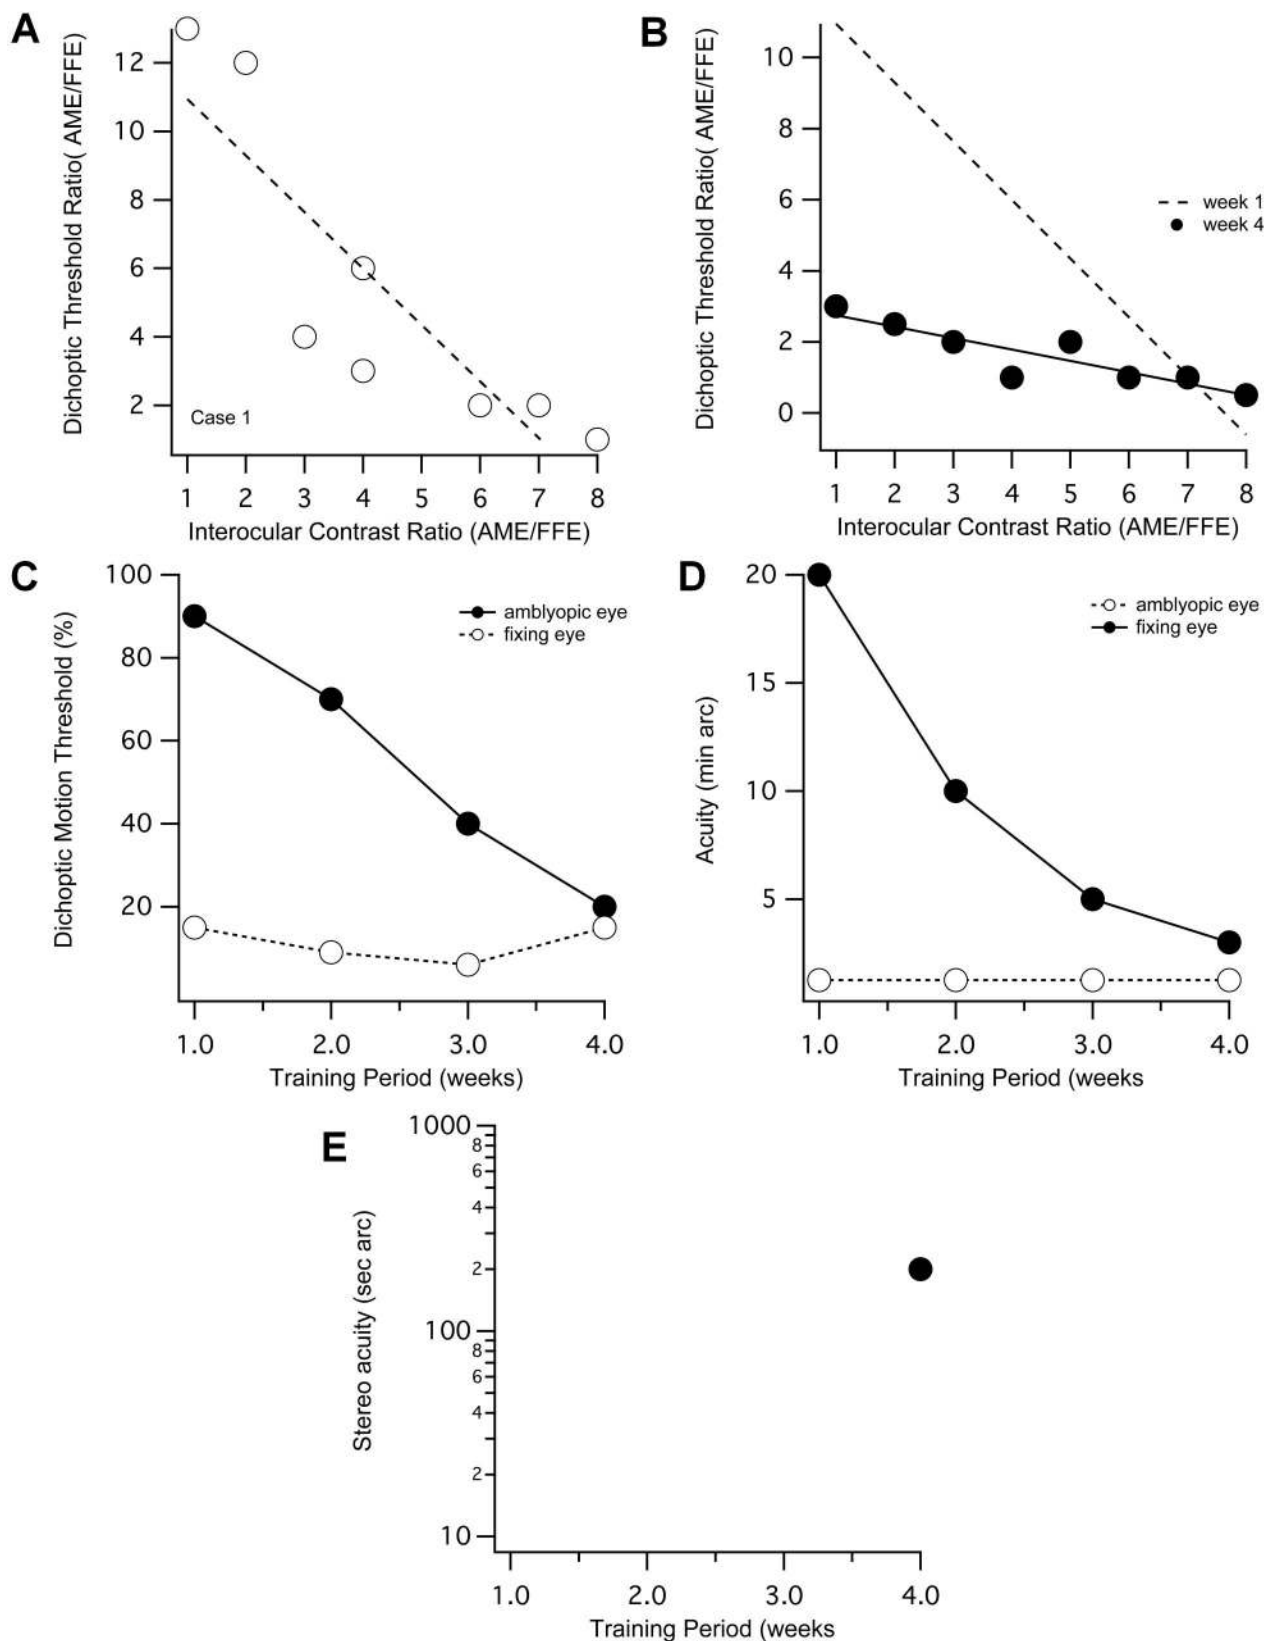 A
Dichoptic Threshold Ratio( AME/FFE)
12
10
8
6
4
2
Case 1
1 2 3 4 5 6 7 8
Interocular Contrast Ratio (AME/FFE)
B
Dichoptic Threshold Ratio( AME/FFE)
10
8
6
4
2
0
week 1
week 4
1 2 3 4 5 6 7 8
Interocular Contrast Ratio (AME/FFE)
C
Dichoptic Motion Threshold (%)
100
80
60
40
20
amblyopic eye
fixing eye
1.0 2.0 3.0 4.0
Training Period (weeks)
D
Acuity (min arc)
20
15
10
5
amblyopic eye
fixing eye
1.0 2.0 3.0 4.0
Training Period (weeks
E
Stereo acuity (sec arc)
1000
8
6
4
2
100
8
6
4
2
10
1.0 2.0 3.0 4.0
Training Period (weeks